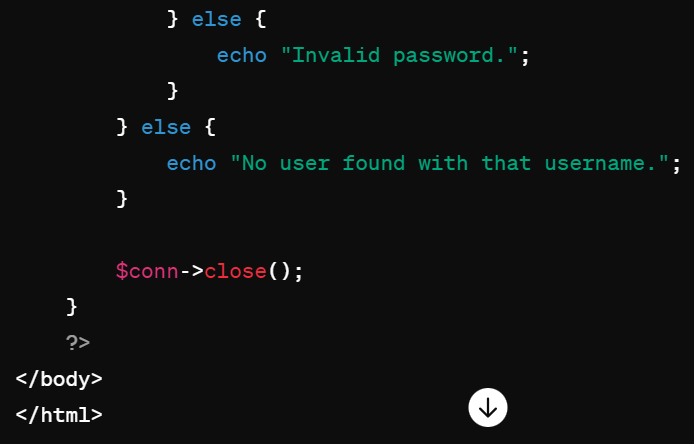 } else {
echo "Invalid password.";
}
} else {
echo "No user found with that username.";
}
$conn->close();
}
?>
</body>
</html>